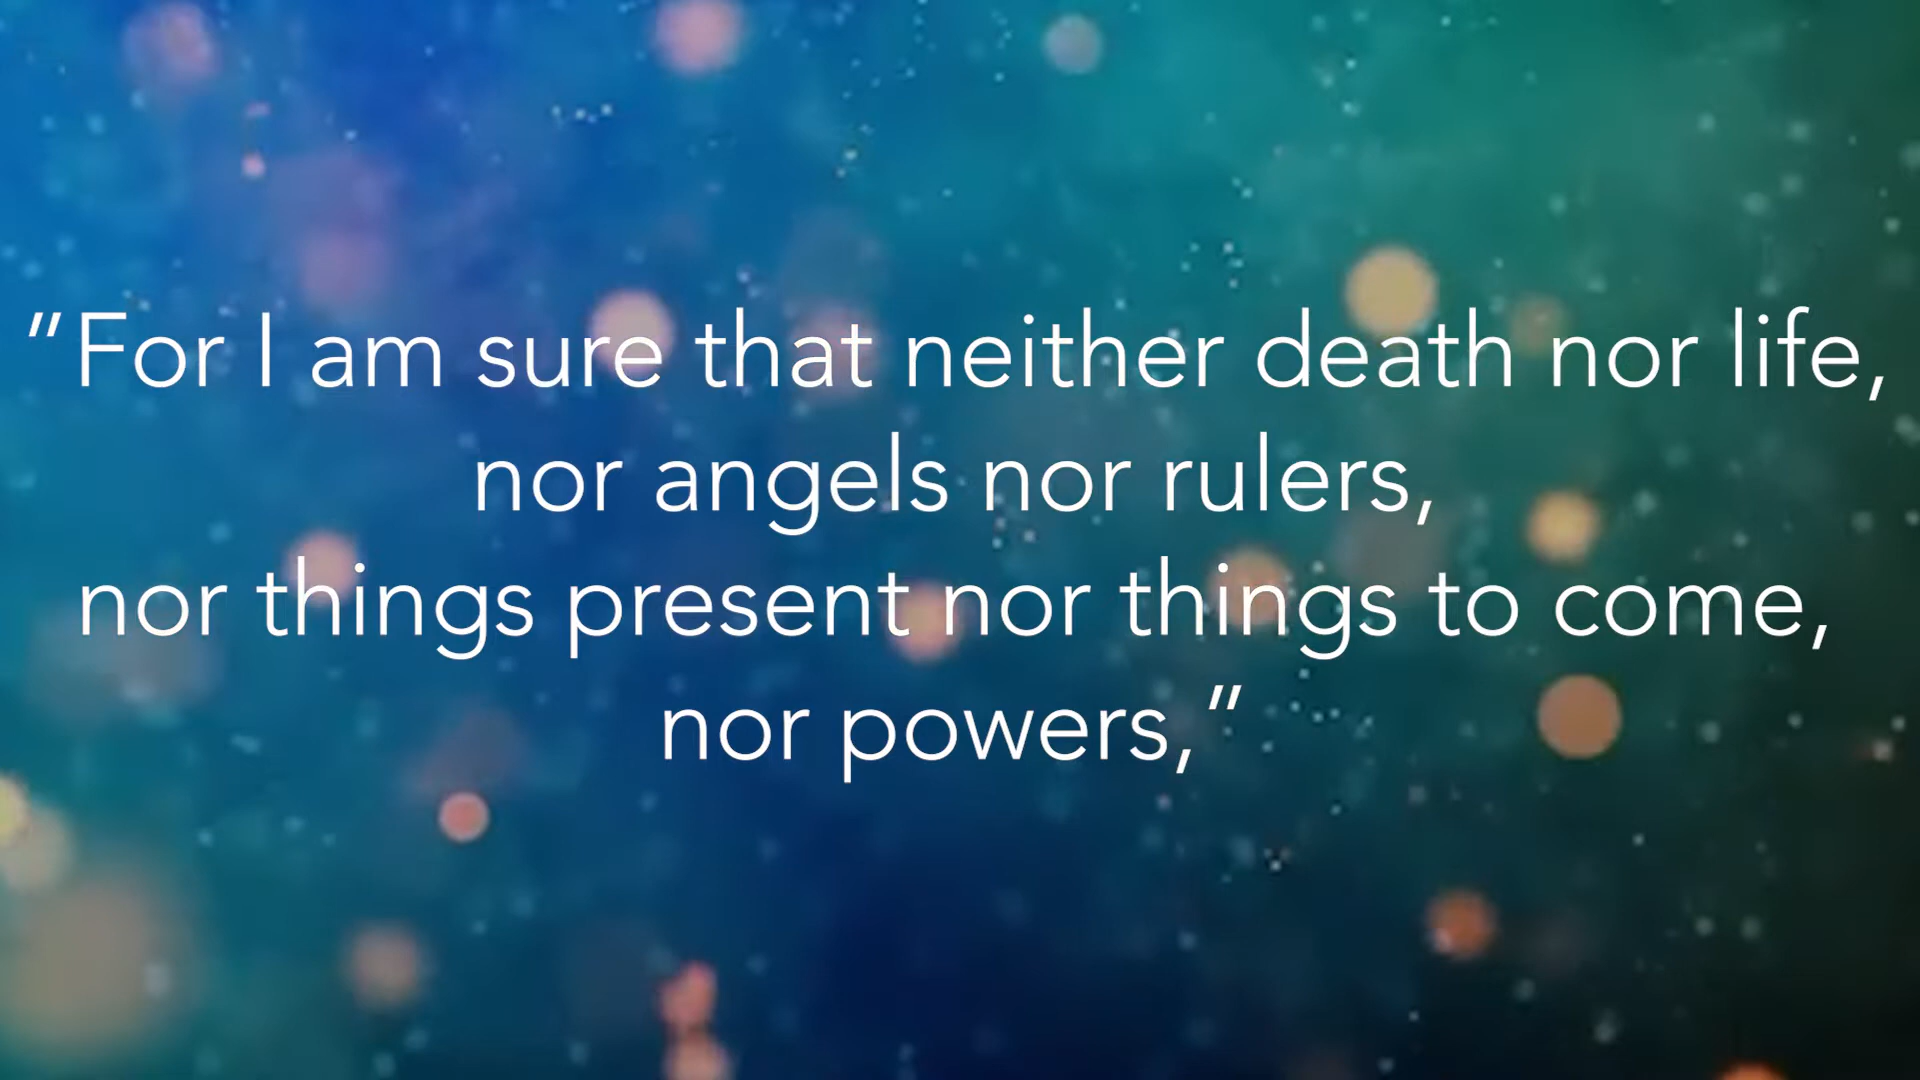 “For I am sure that neither death nor life,
nor angels nor rulers,
nor things present nor things to come,
nor powers,”